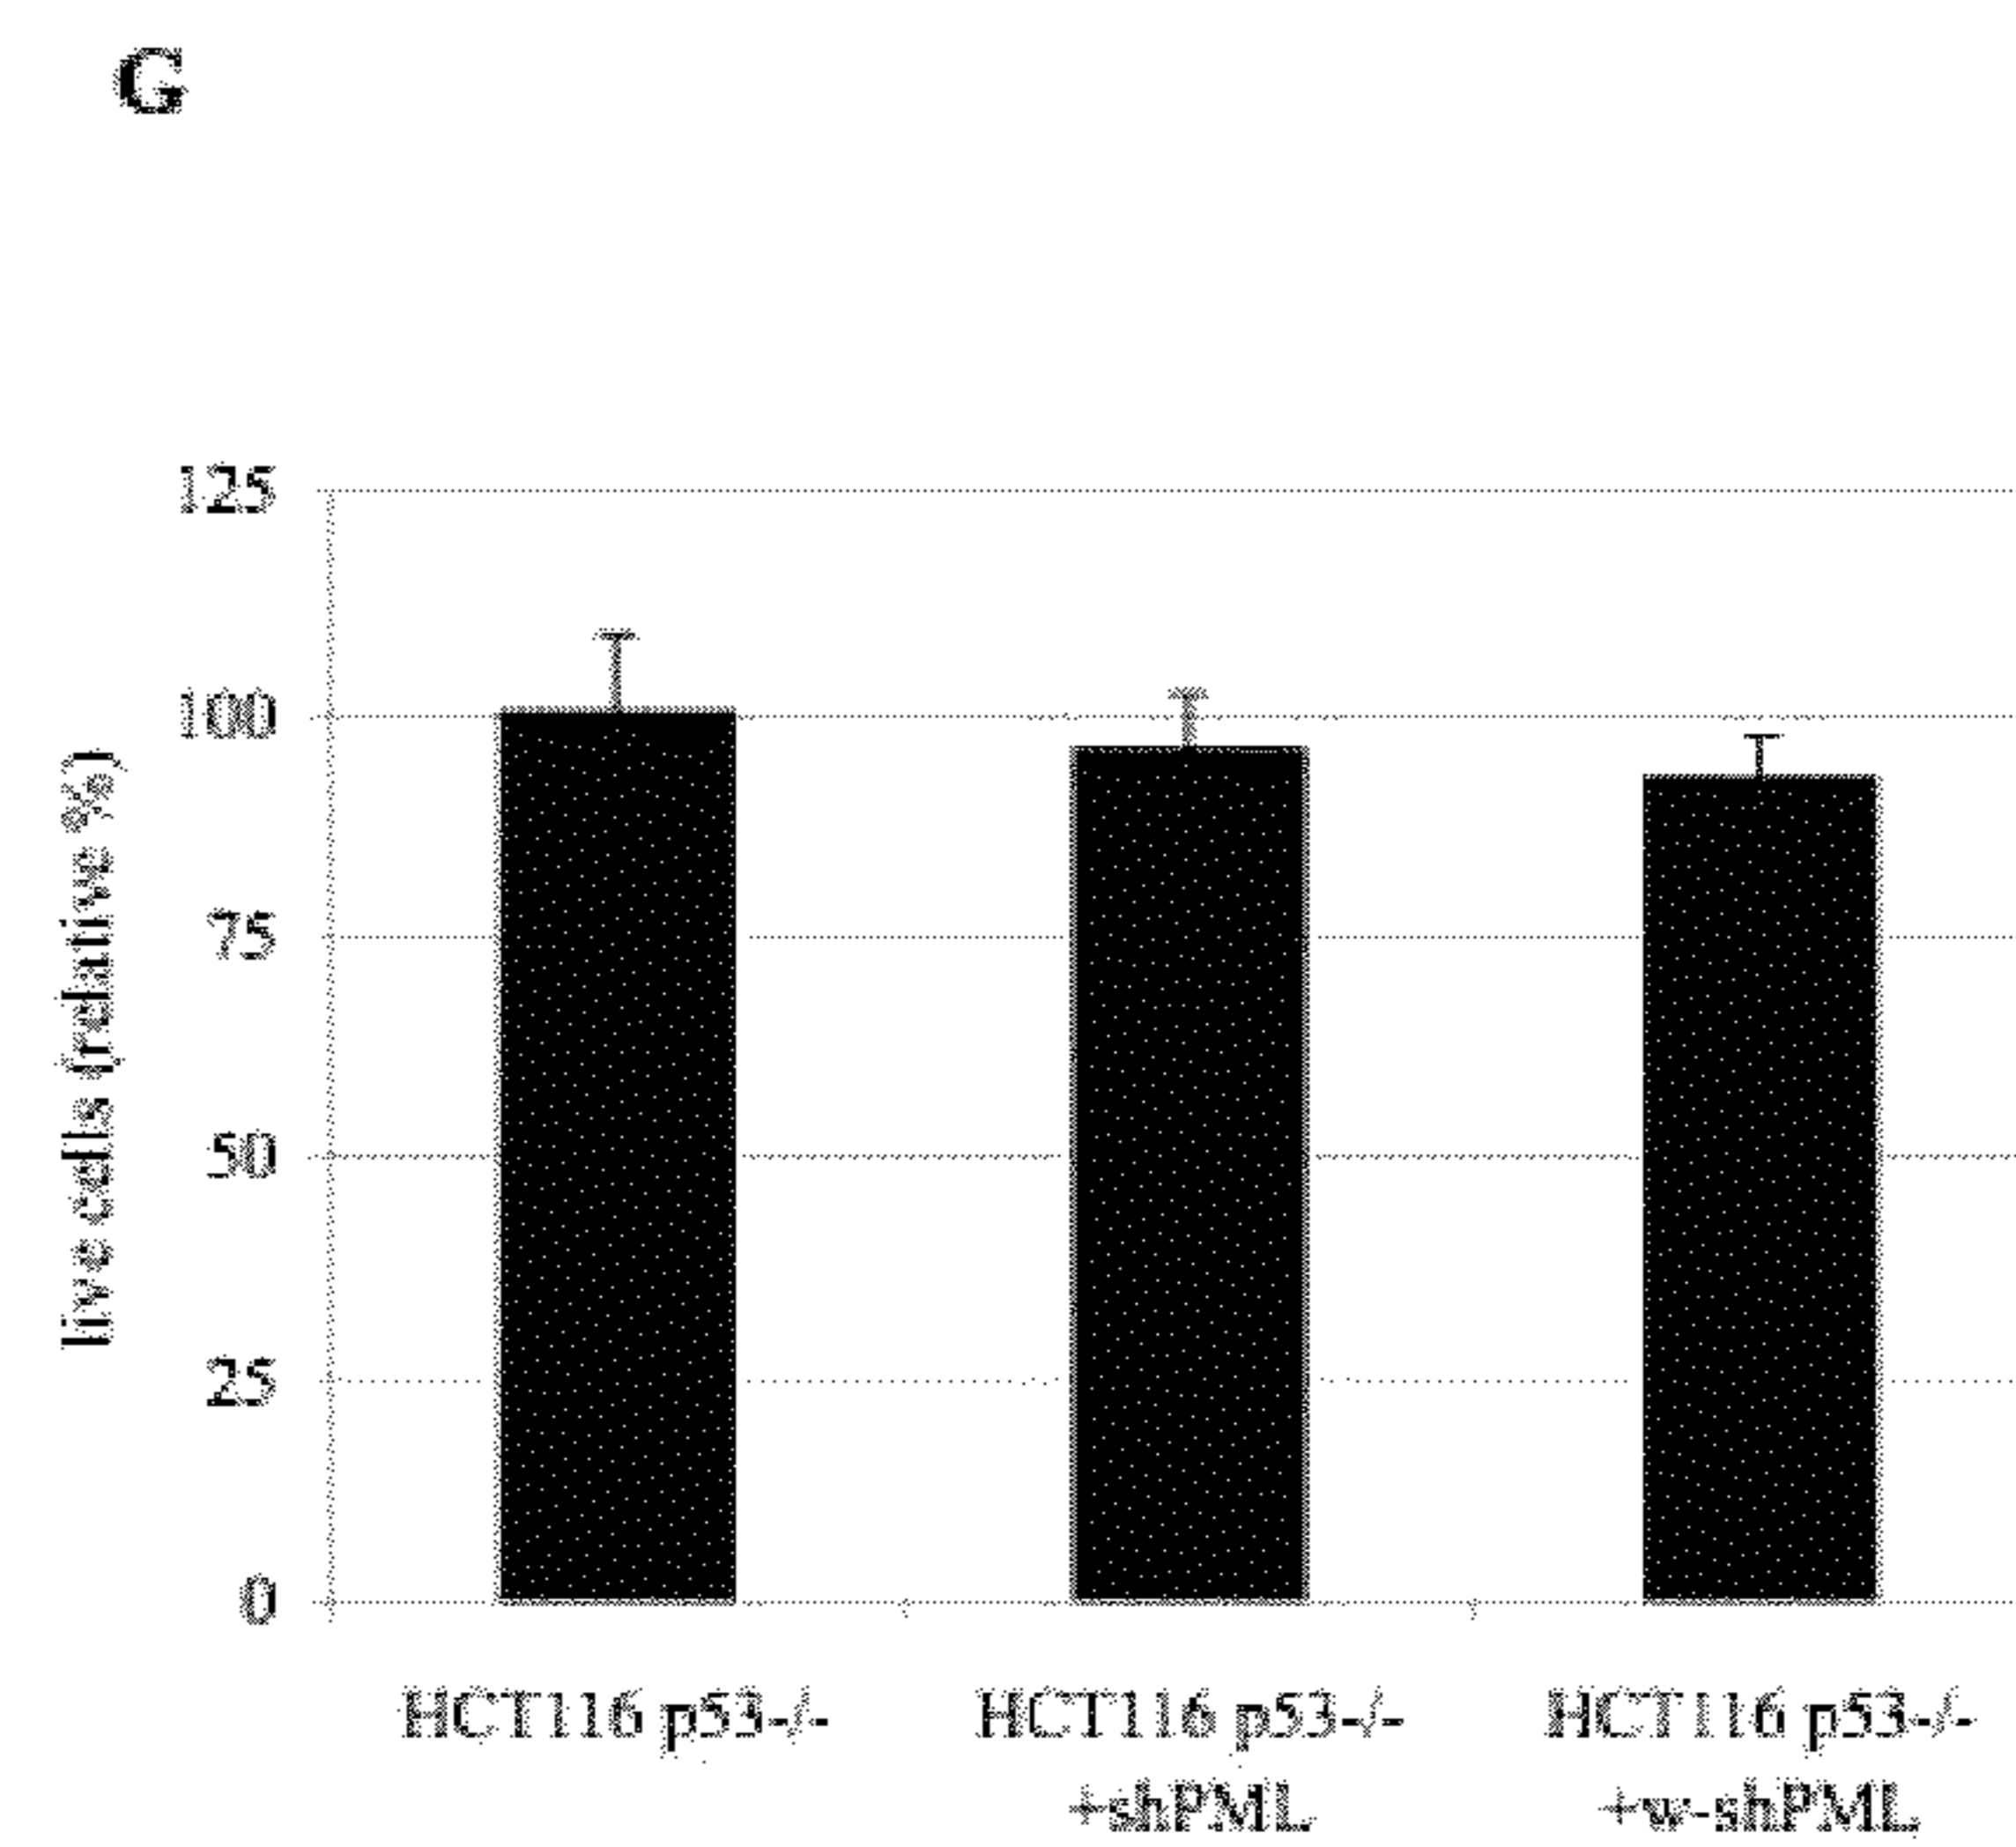 G
125
100
75
50
25
0
live cells (relative %)
HCT116 p53-/-
HCT116 p53-/-
+shPML
HCT116 p53-/-
+w-shPML